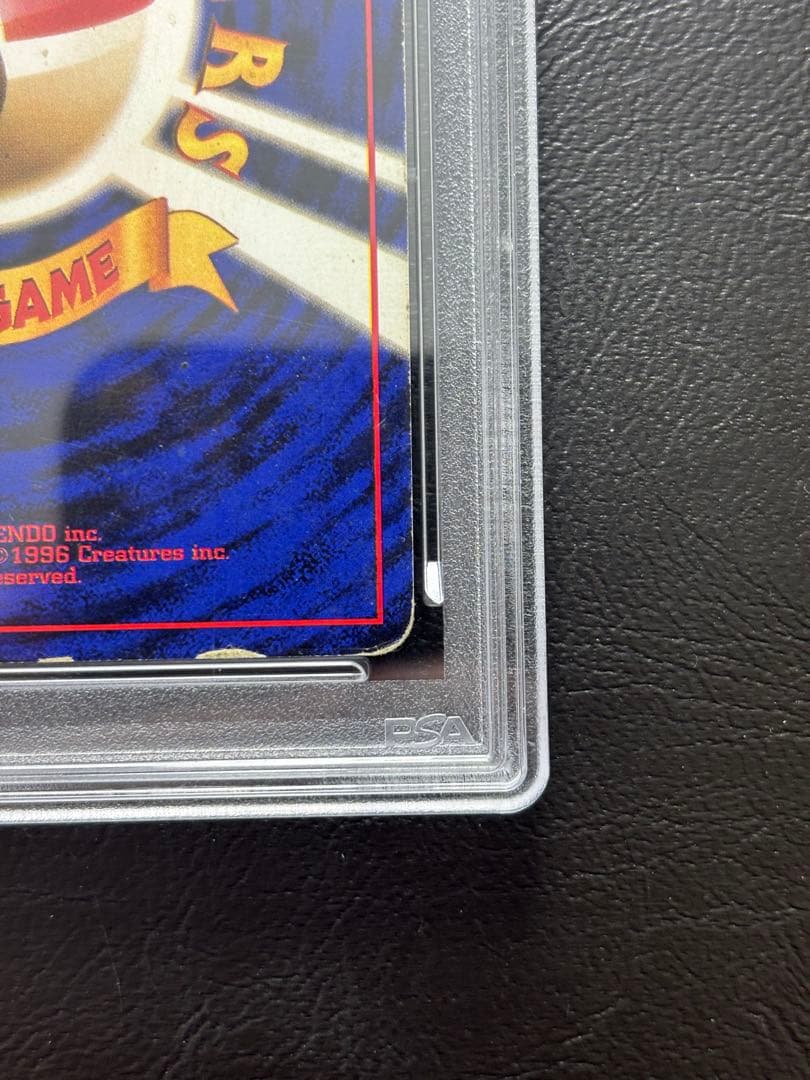 RS
GAME
ENDO inc.
©1996 Creatures inc.
eserved.
PSA